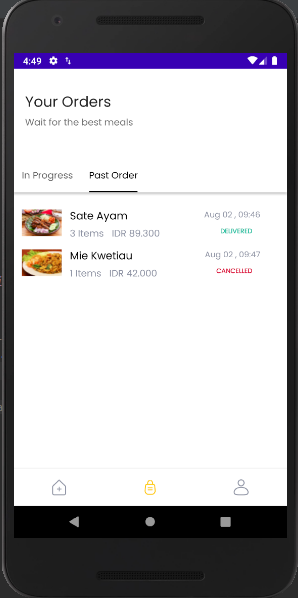 4:49
Your Orders
Wait for the best meals
In Progress Past Order
Sate Ayam Aug 02 , 09:46
3 Items IDR 89.300 DELIVERED
Mie Kwetiau Aug 02 , 09:47
1 Items IDR 42.000 CANCELLED